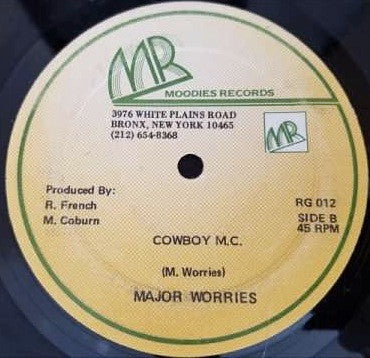 MR
MOODIES RECORDS
3976 WHITE PLAINS ROAD
BRONX, NEW YORK 10465
(212) 654-8368
MR
Produced By:
R. French
M. Coburn
RG 012
SIDE B
45 RPM
COWBOY M.C.
(M. Worries)
MAJOR WORRIES